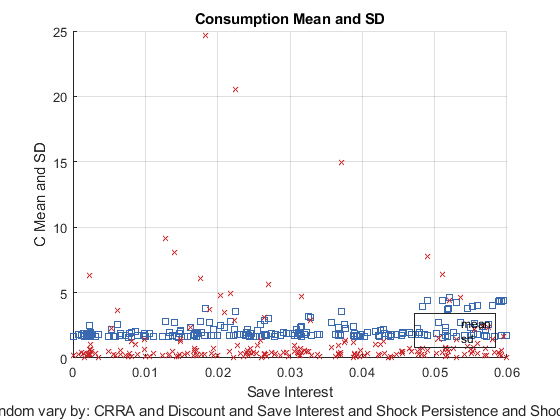 Consumption Mean and SD
25
20
15
10
5
0
C Mean and SD
mean
sd
0
0.01
0.02
0.03
0.04
0.05
0.06
Save Interest
ndom vary by: CRRA and Discount and Save Interest and Shock Persistence and Sho